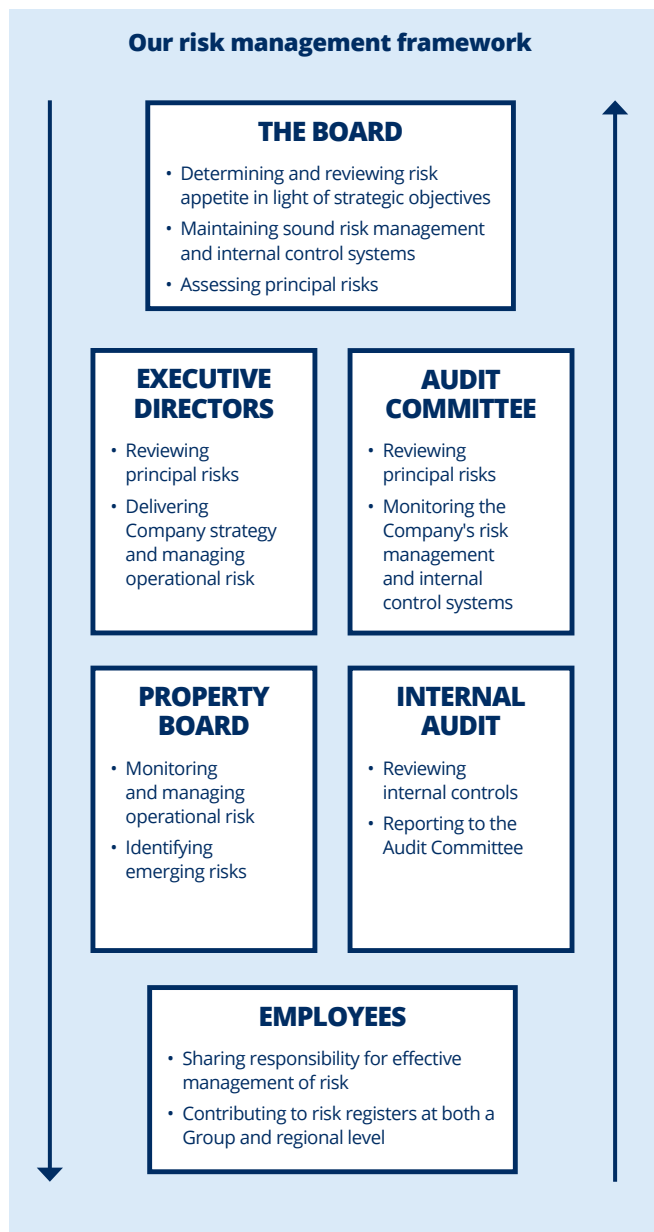 Our risk management framework
THE BOARD
• Determining and reviewing risk
appetite in light of strategic objectives
• Maintaining sound risk management
and internal control systems
• Assessing principal risks
EXECUTIVE
DIRECTORS
• Reviewing
principal risks
• Delivering
Company strategy
and managing
operational risk
AUDIT
COMMITTEE
• Reviewing
principal risks
• Monitoring the
Company's risk
management
and internal
control systems
PROPERTY
BOARD
• Monitoring
and managing
operational risk
• Identifying
emerging risks
INTERNAL
AUDIT
• Reviewing
internal controls
• Reporting to the
Audit Committee
EMPLOYEES
• Sharing responsibility for effective
management of risk
• Contributing to risk registers at both a
Group and regional level